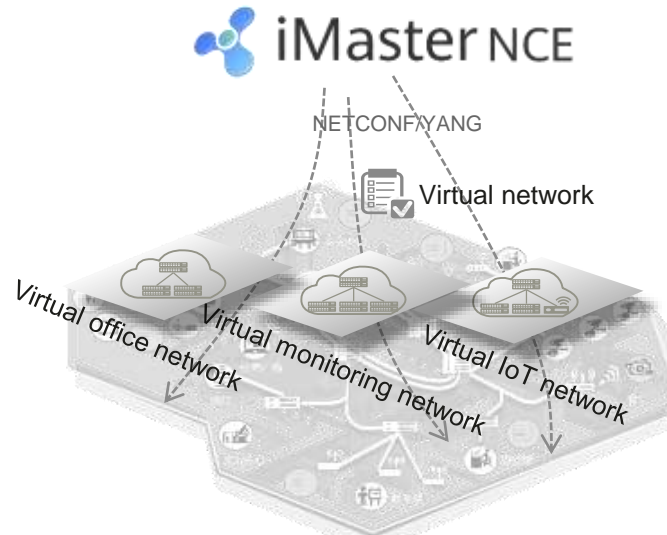 iMaster NCE
NETCONF/YANG
Virtual network
Virtual office network
Virtual monitoring network
Virtual IoT network